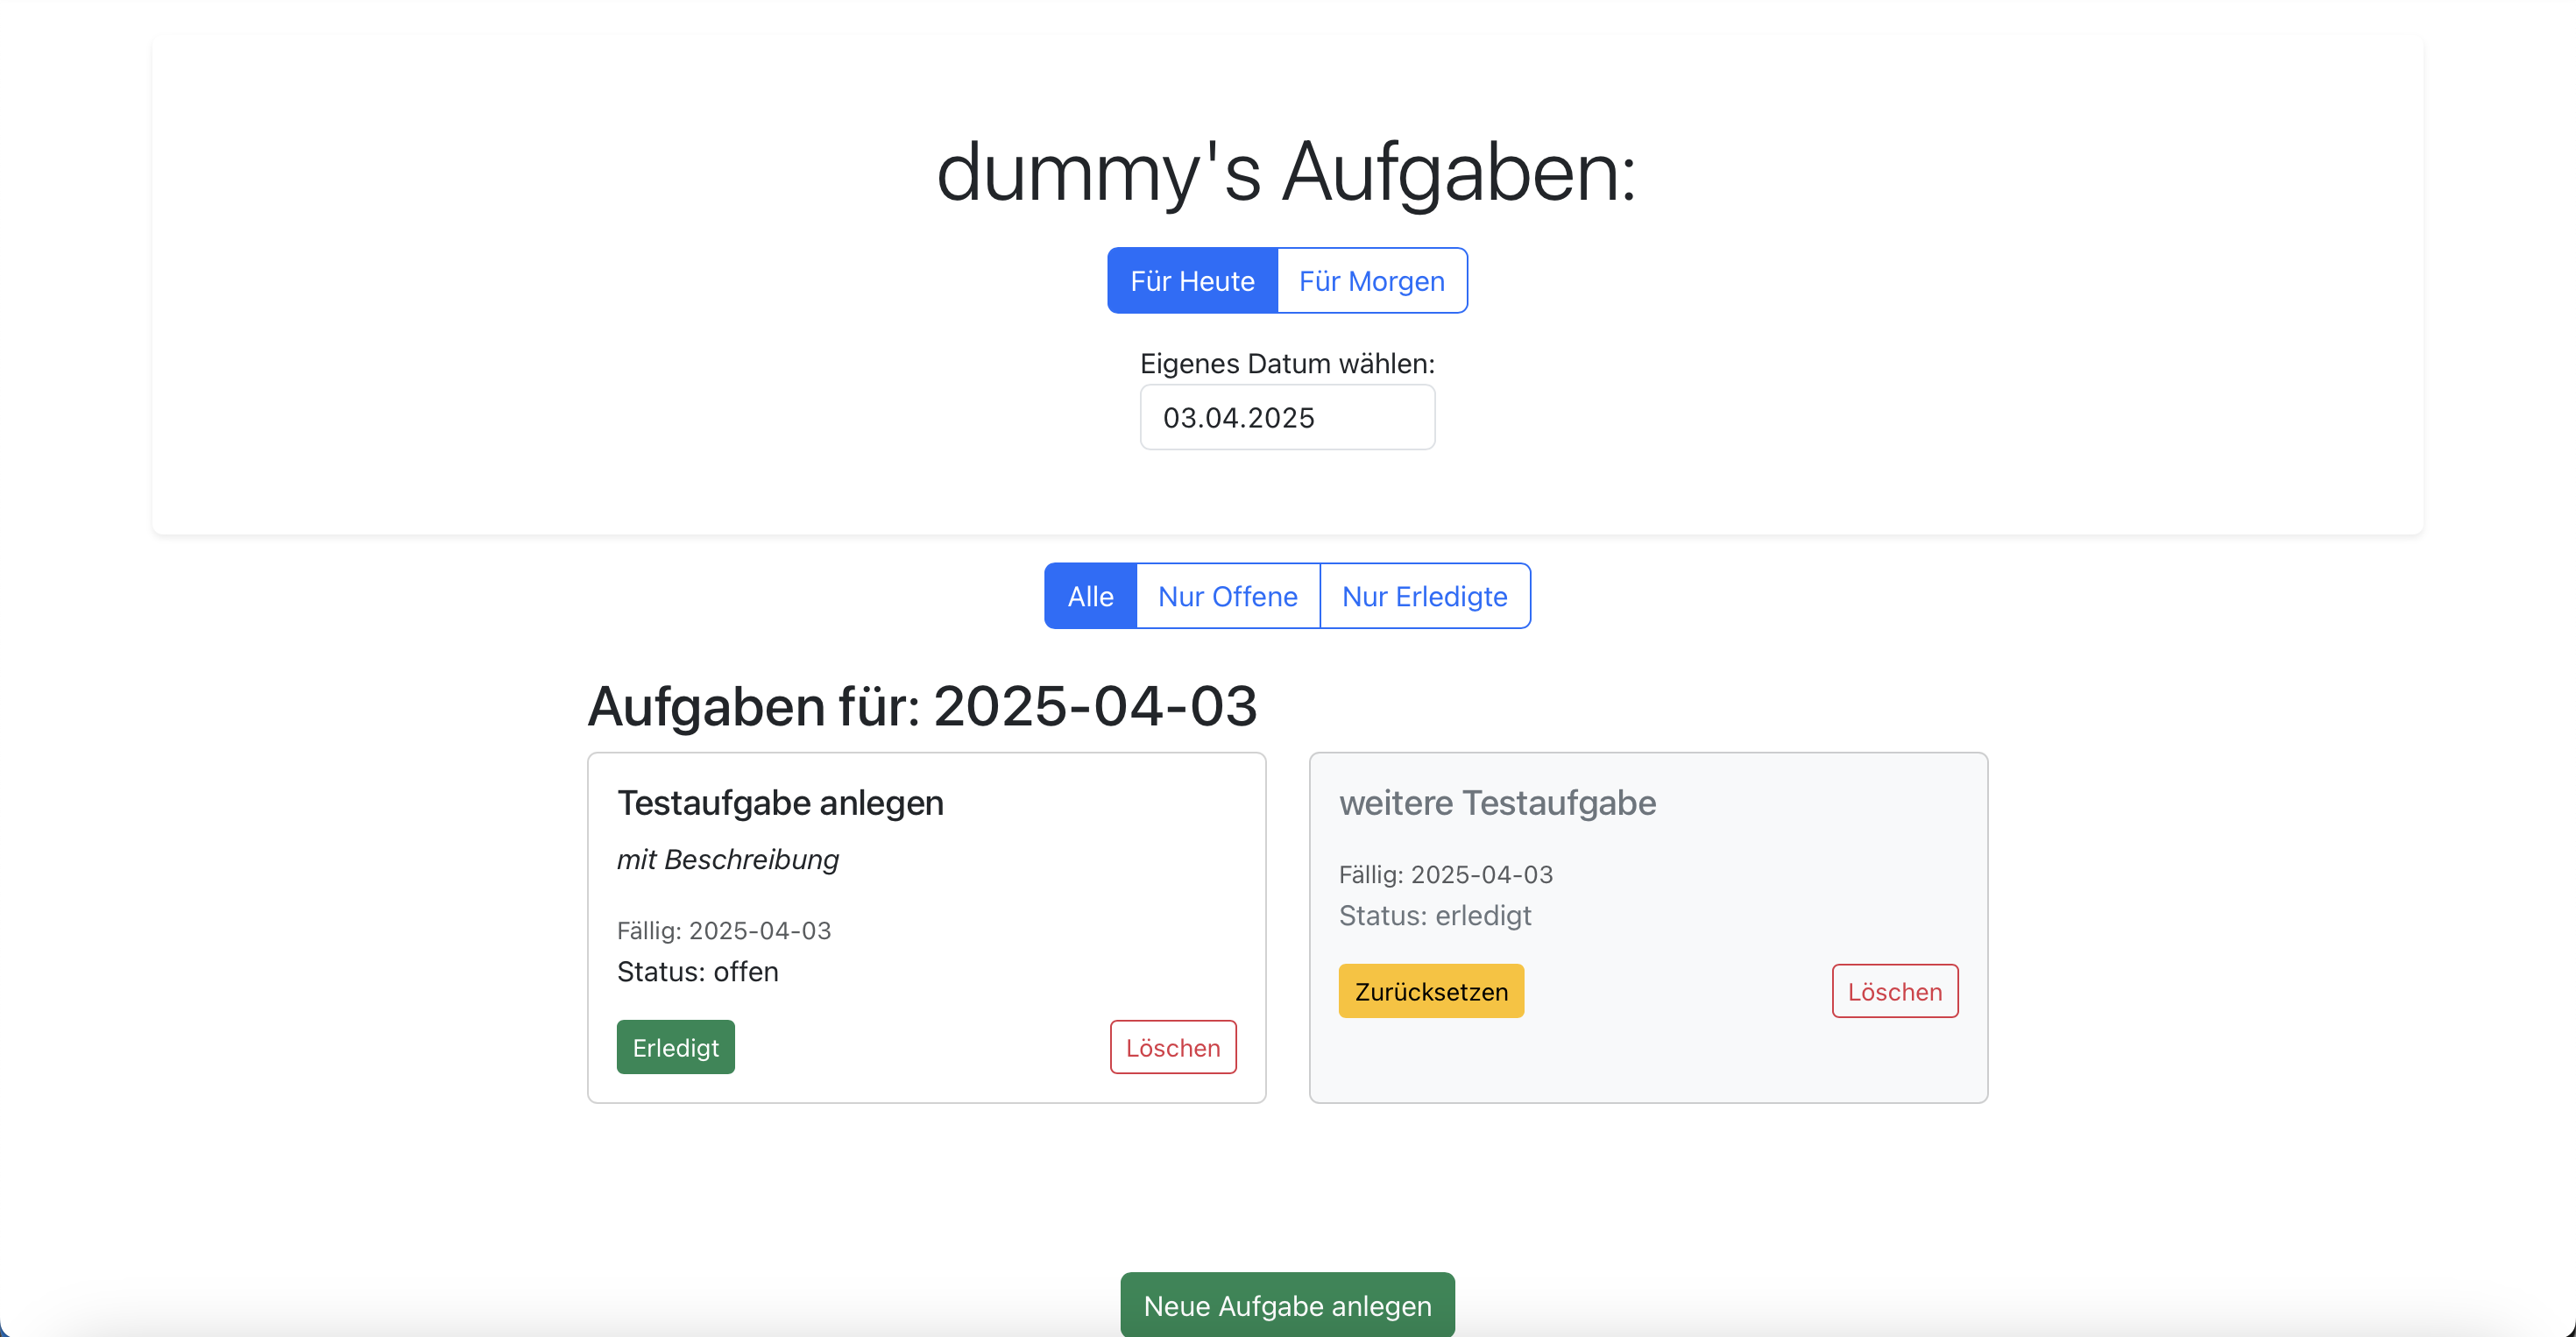 dummy's Aufgaben:
Für Heute Für Morgen
Eigenes Datum wählen:
03.04.2025
Alle Nur Offene Nur Erledigte
Aufgaben für: 2025-04-03
Testaufgabe anlegen
mit Beschreibung
Fällig: 2025-04-03
Status: offen
Erledigt Löschen
weitere Testaufgabe
Fällig: 2025-04-03
Status: erledigt
Zurücksetzen Löschen
Neue Aufgabe anlegen